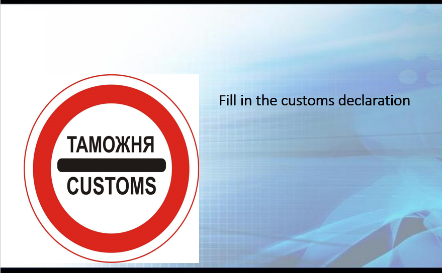 Fill in the customs declaration
ТАМОЖНЯ
CUSTOMS